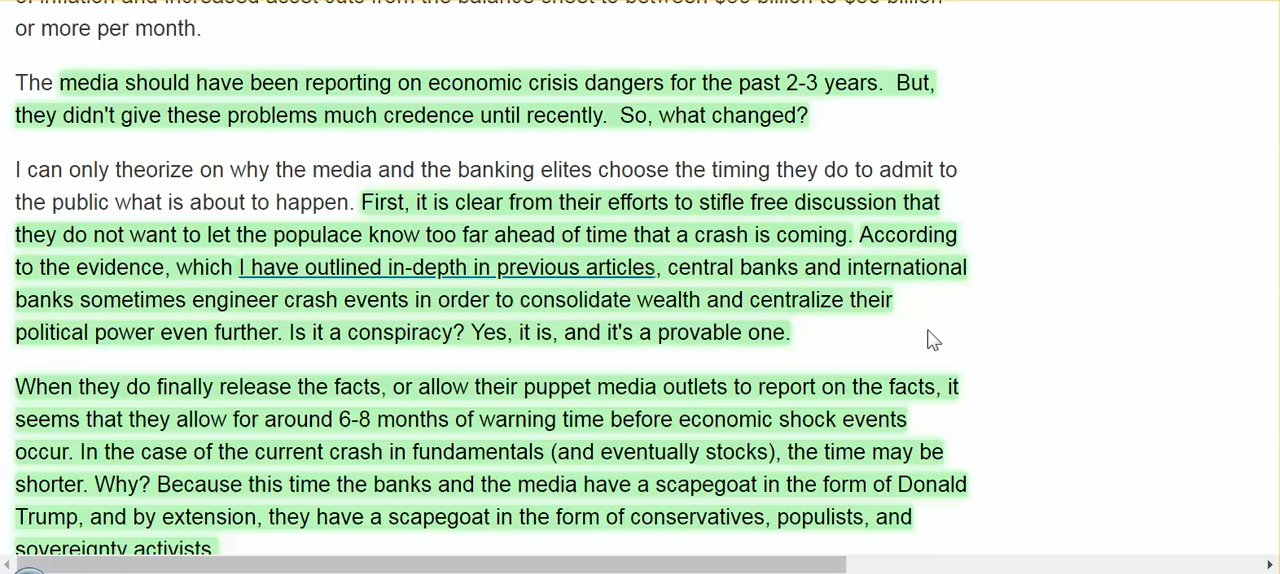 or more per month.
The media should have been reporting on economic crisis dangers for the past 2-3 years.  But,
they didn't give these problems much credence until recently.  So, what changed?
I can only theorize on why the media and the banking elites choose the timing they do to admit to
the public what is about to happen. First, it is clear from their efforts to stifle free discussion that
they do not want to let the populace know too far ahead of time that a crash is coming. According
to the evidence, which I have outlined in-depth in previous articles, central banks and international
banks sometimes engineer crash events in order to consolidate wealth and centralize their
political power even further. Is it a conspiracy? Yes, it is, and it's a provable one.
When they do finally release the facts, or allow their puppet media outlets to report on the facts, it
seems that they allow for around 6-8 months of warning time before economic shock events
occur. In the case of the current crash in fundamentals (and eventually stocks), the time may be
shorter. Why? Because this time the banks and the media have a scapegoat in the form of Donald
Trump, and by extension, they have a scapegoat in the form of conservatives, populists, and
sovereignty activists.